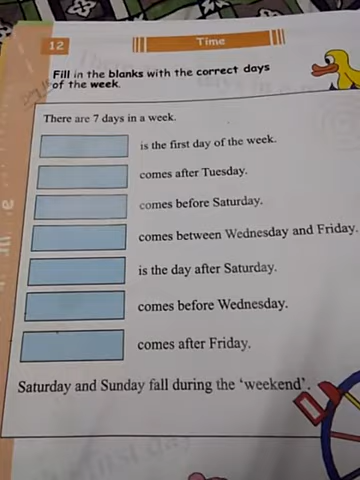 12
Time
Fill in the blanks with the correct days
of the week.
There are 7 days in a week.
is the first day of the week.
comes after Tuesday.
comes before Saturday.
comes between Wednesday and Friday.
is the day after Saturday.
comes before Wednesday.
comes after Friday.
Saturday and Sunday fall during the ‘weekend’.